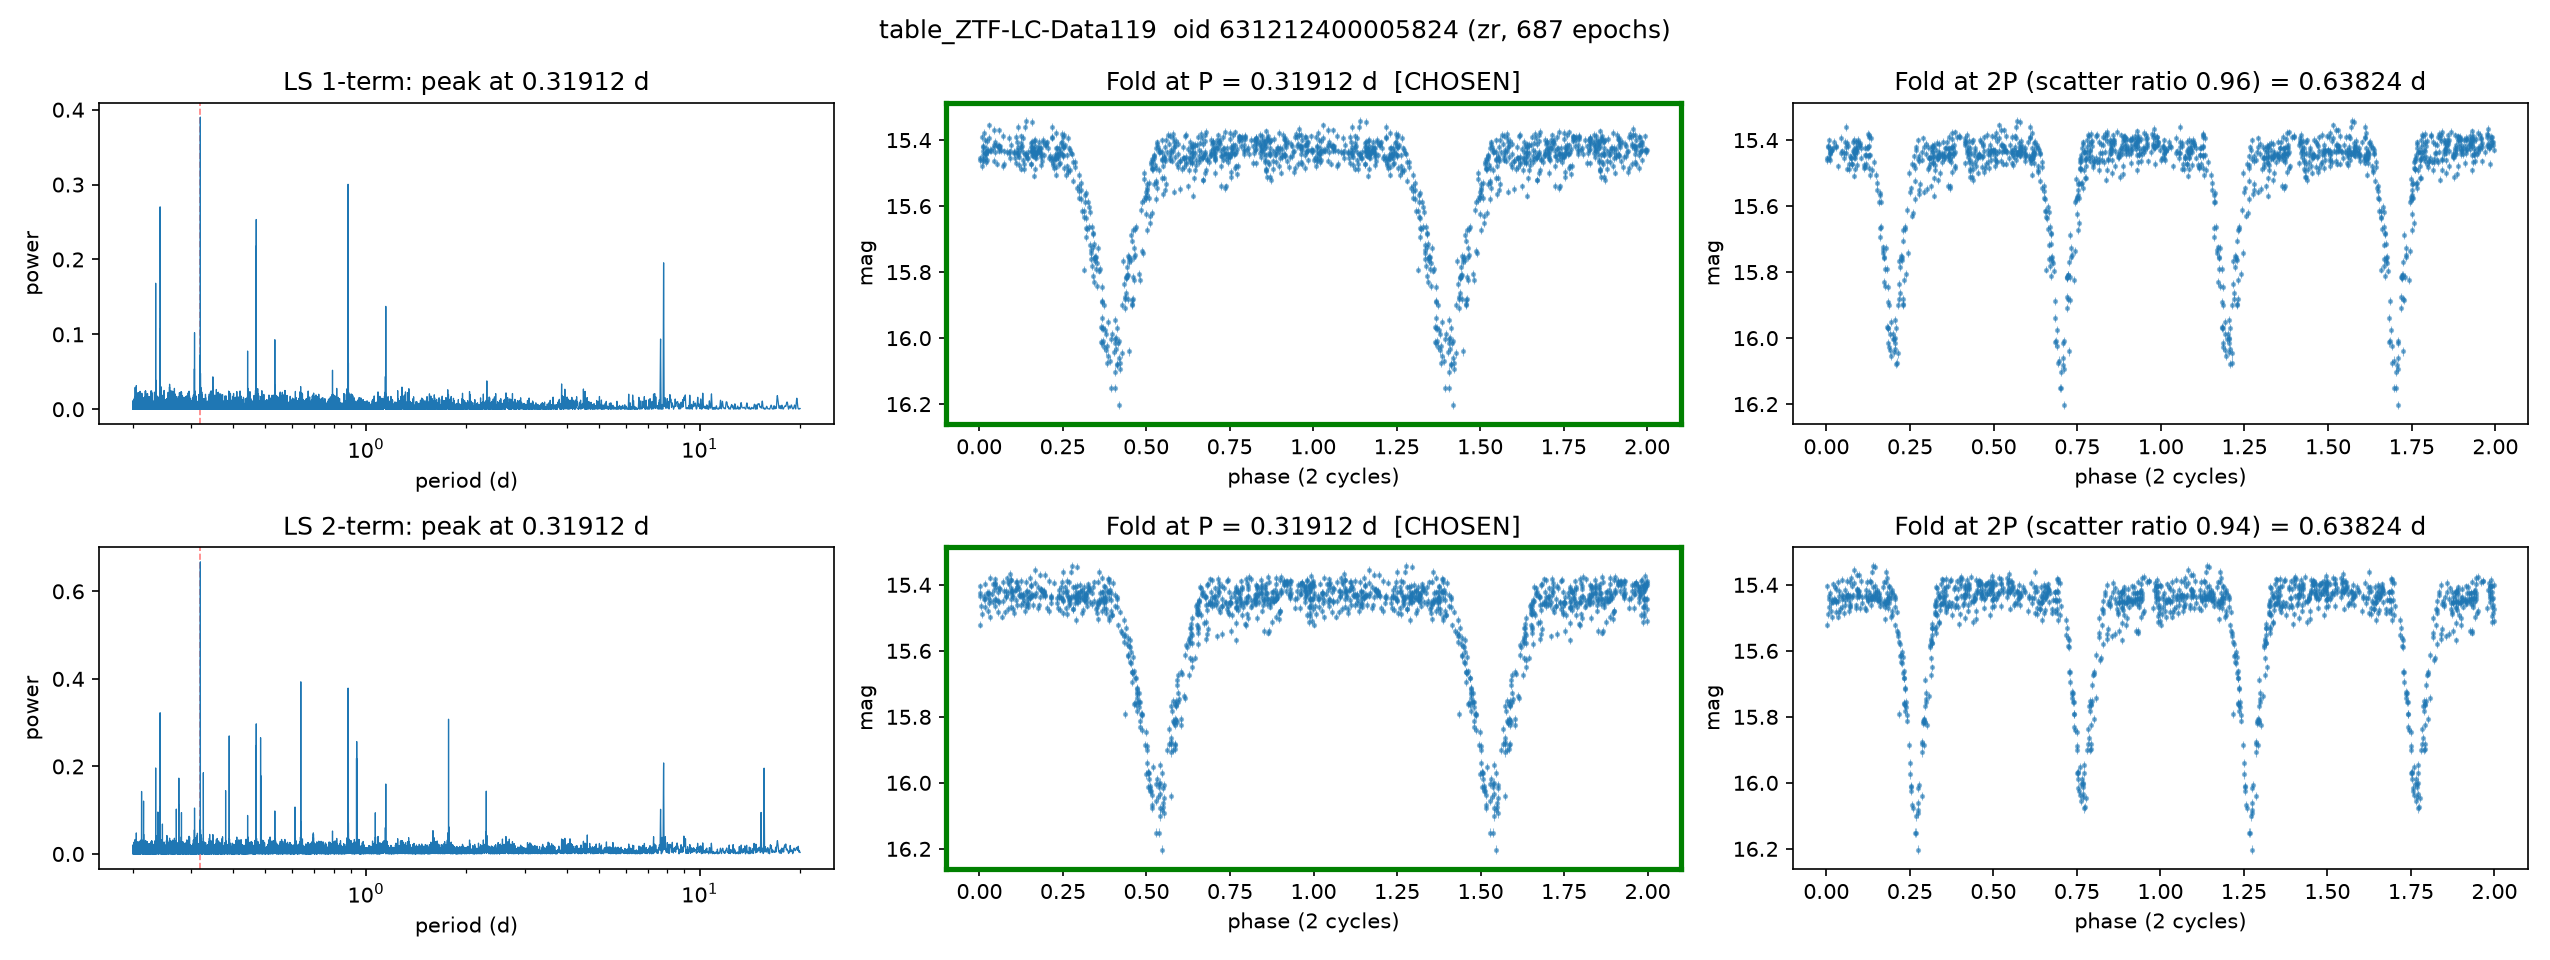 table_ZTF-LC-Data119  oid 631212400005824 (zr, 687 epochs)
LS 1-term: peak at 0.31912 d
power
0.4
0.3
0.2
0.1
0.0
10⁰
10¹
period (d)
Fold at P = 0.31912 d  [CHOSEN]
mag
15.4
15.6
15.8
16.0
16.2
0.00 0.25 0.50 0.75 1.00 1.25 1.50 1.75 2.00
phase (2 cycles)
Fold at 2P (scatter ratio 0.96) = 0.63824 d
mag
15.4
15.6
15.8
16.0
16.2
0.00 0.25 0.50 0.75 1.00 1.25 1.50 1.75 2.00
phase (2 cycles)
LS 2-term: peak at 0.31912 d
power
0.6
0.4
0.2
0.0
10⁰
10¹
period (d)
Fold at P = 0.31912 d  [CHOSEN]
mag
15.4
15.6
15.8
16.0
16.2
0.00 0.25 0.50 0.75 1.00 1.25 1.50 1.75 2.00
phase (2 cycles)
Fold at 2P (scatter ratio 0.94) = 0.63824 d
mag
15.4
15.6
15.8
16.0
16.2
0.00 0.25 0.50 0.75 1.00 1.25 1.50 1.75 2.00
phase (2 cycles)